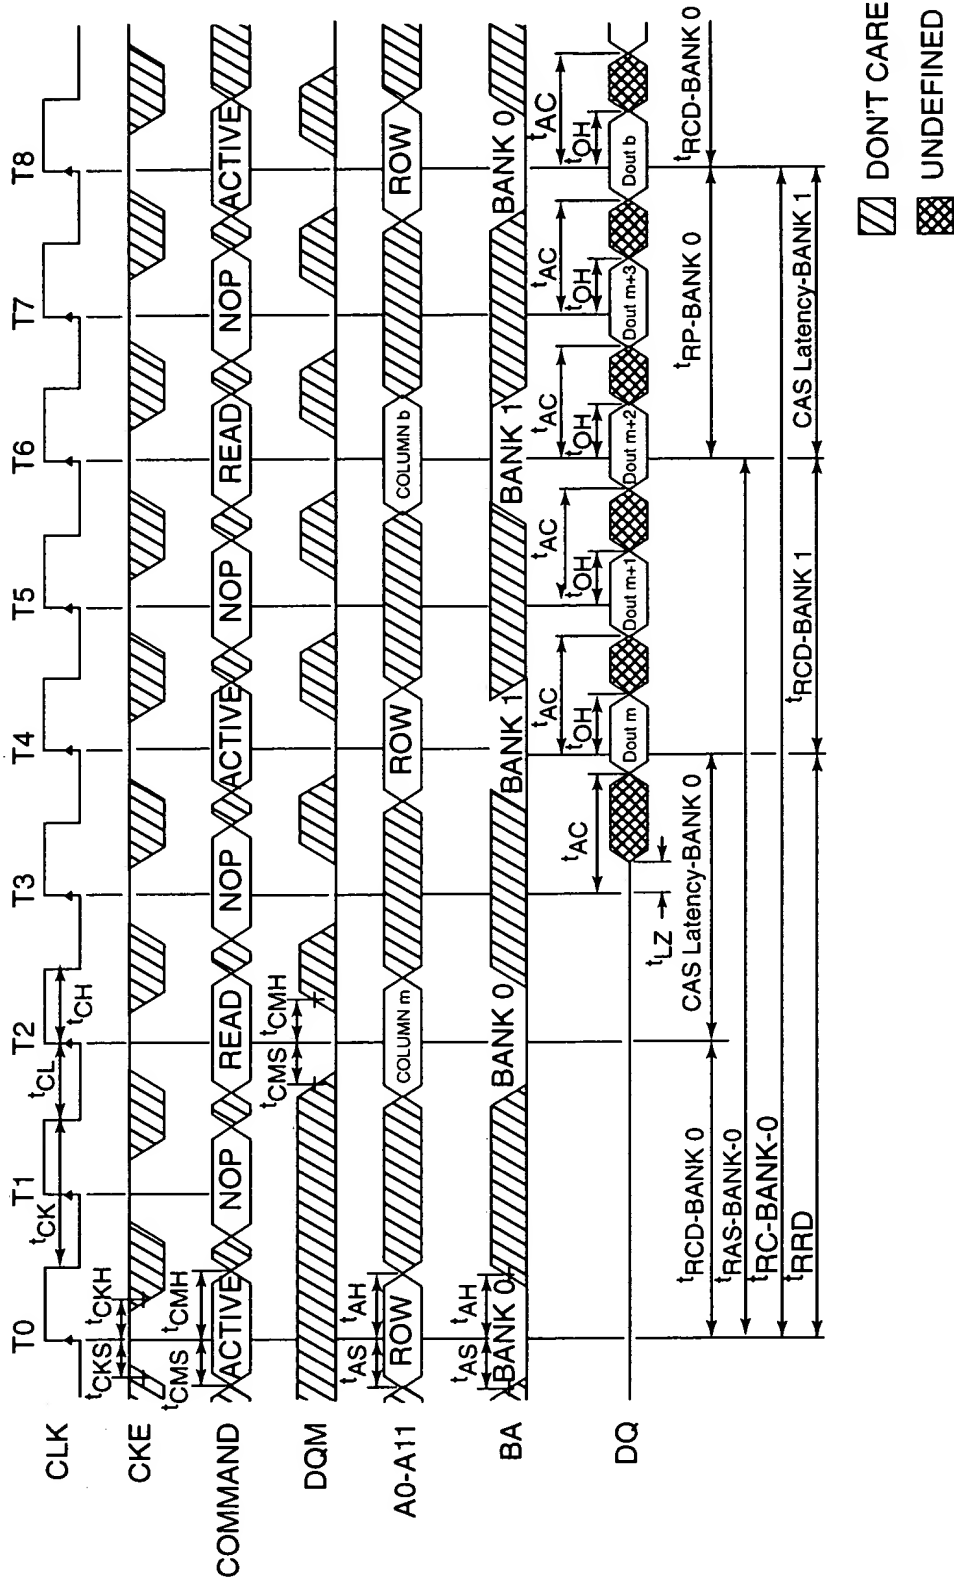 T0 T1 T2 T3 T4 T5 T6 T7 T8
CLK
tCK tCL tCH
tCKS tCKH
CKE
tCMS tCMH
COMMAND ACTIVE NOP READ NOP ACTIVE NOP READ NOP ACTIVE
tCMS tCMH
DQM
tAS tAH
A0-A11 ROW COLUMN m ROW COLUMN b ROW
tAS tAH
BA BANK 0 BANK 0 BANK 1 BANK 1 BANK 0
tAC tAC tAC tAC tAC tAC
tOH tOH tOH tOH tOH
DQ Dout m Dout m+1 Dout m+2 Dout m+3 Dout b
tLZ
tRCD-BANK 0 CAS Latency-BANK 0 tRP-BANK 0 tRCD-BANK 0
tRAS-BANK-0
tRC-BANK-0
tRRD tRCD-BANK 1 CAS Latency-BANK 1
DON'T CARE
UNDEFINED